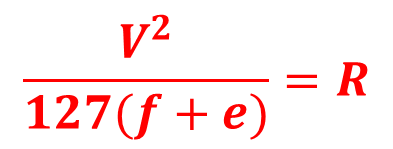 V²
127(f + e) = R